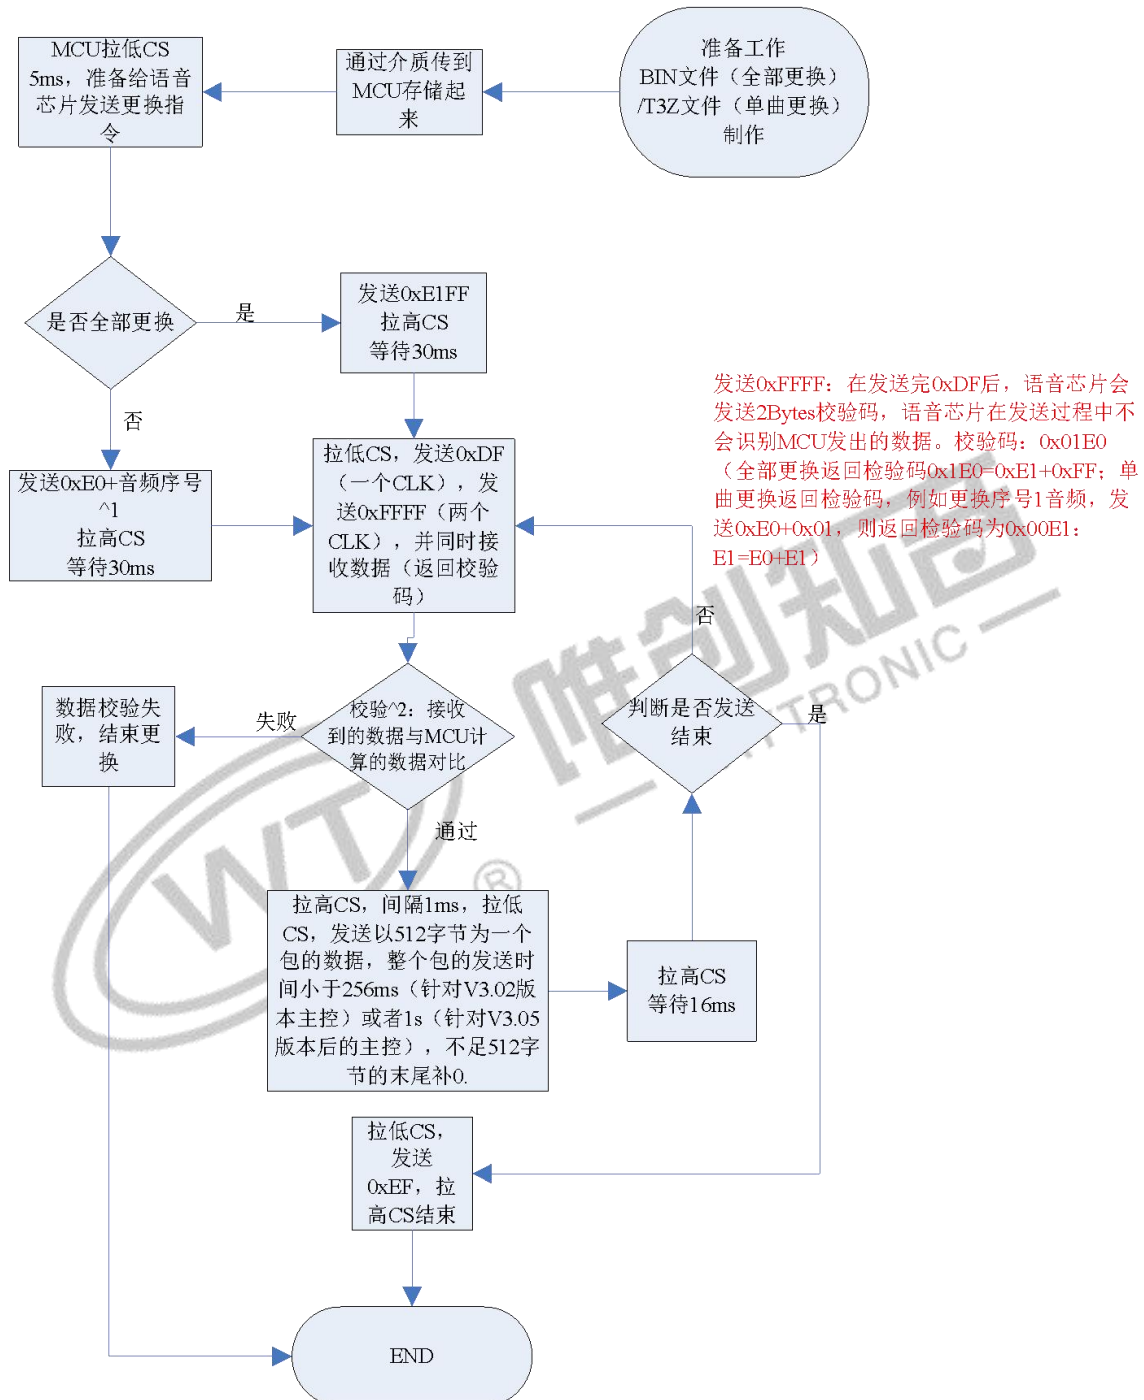 准备工作
BIN文件（全部更换）
/T3Z文件（单曲更换）
制作
通过介质传到
MCU存储起
来
MCU拉低CS
5ms，准备给语音
芯片发送更换指
令
是否全部更换
是
否
发送0xE1FF
拉高CS
等待30ms
发送0xE0+音频序号
^1
拉高CS
等待30ms
拉低CS，发送0xDF
（一个CLK），发
送0xFFFF（两个
CLK），并同时接
收数据（返回校验
码）
发送0xFFFF：在发送完0xDF后，语音芯片会
发送2Bytes校验码，语音芯片在发送过程中不
会识别MCU发出的数据。校验码：0x01E0
（全部更换返回检验码0x1E0=0xE1+0xFF；单
曲更换返回检验码，例如更换序号1音频，发
送0xE0+0x01，则返回检验码为0x00E1：
E1=E0+E1）
校验^2：接收
到的数据与MCU计
算的数据对比
失败
数据校验失
败，结束更
换
通过
拉高CS，间隔1ms，拉低
CS，发送以512字节为一个
包的数据，整个包的发送时
间小于256ms（针对V3.02版
本主控）或者1s（针对V3.05
版本后的主控），不足512字
节的末尾补0.
拉高CS
等待16ms
判断是否发送
结束
否
是
拉低CS，
发送
0xEF，拉
高CS结束
END
WT
®
唯创知音